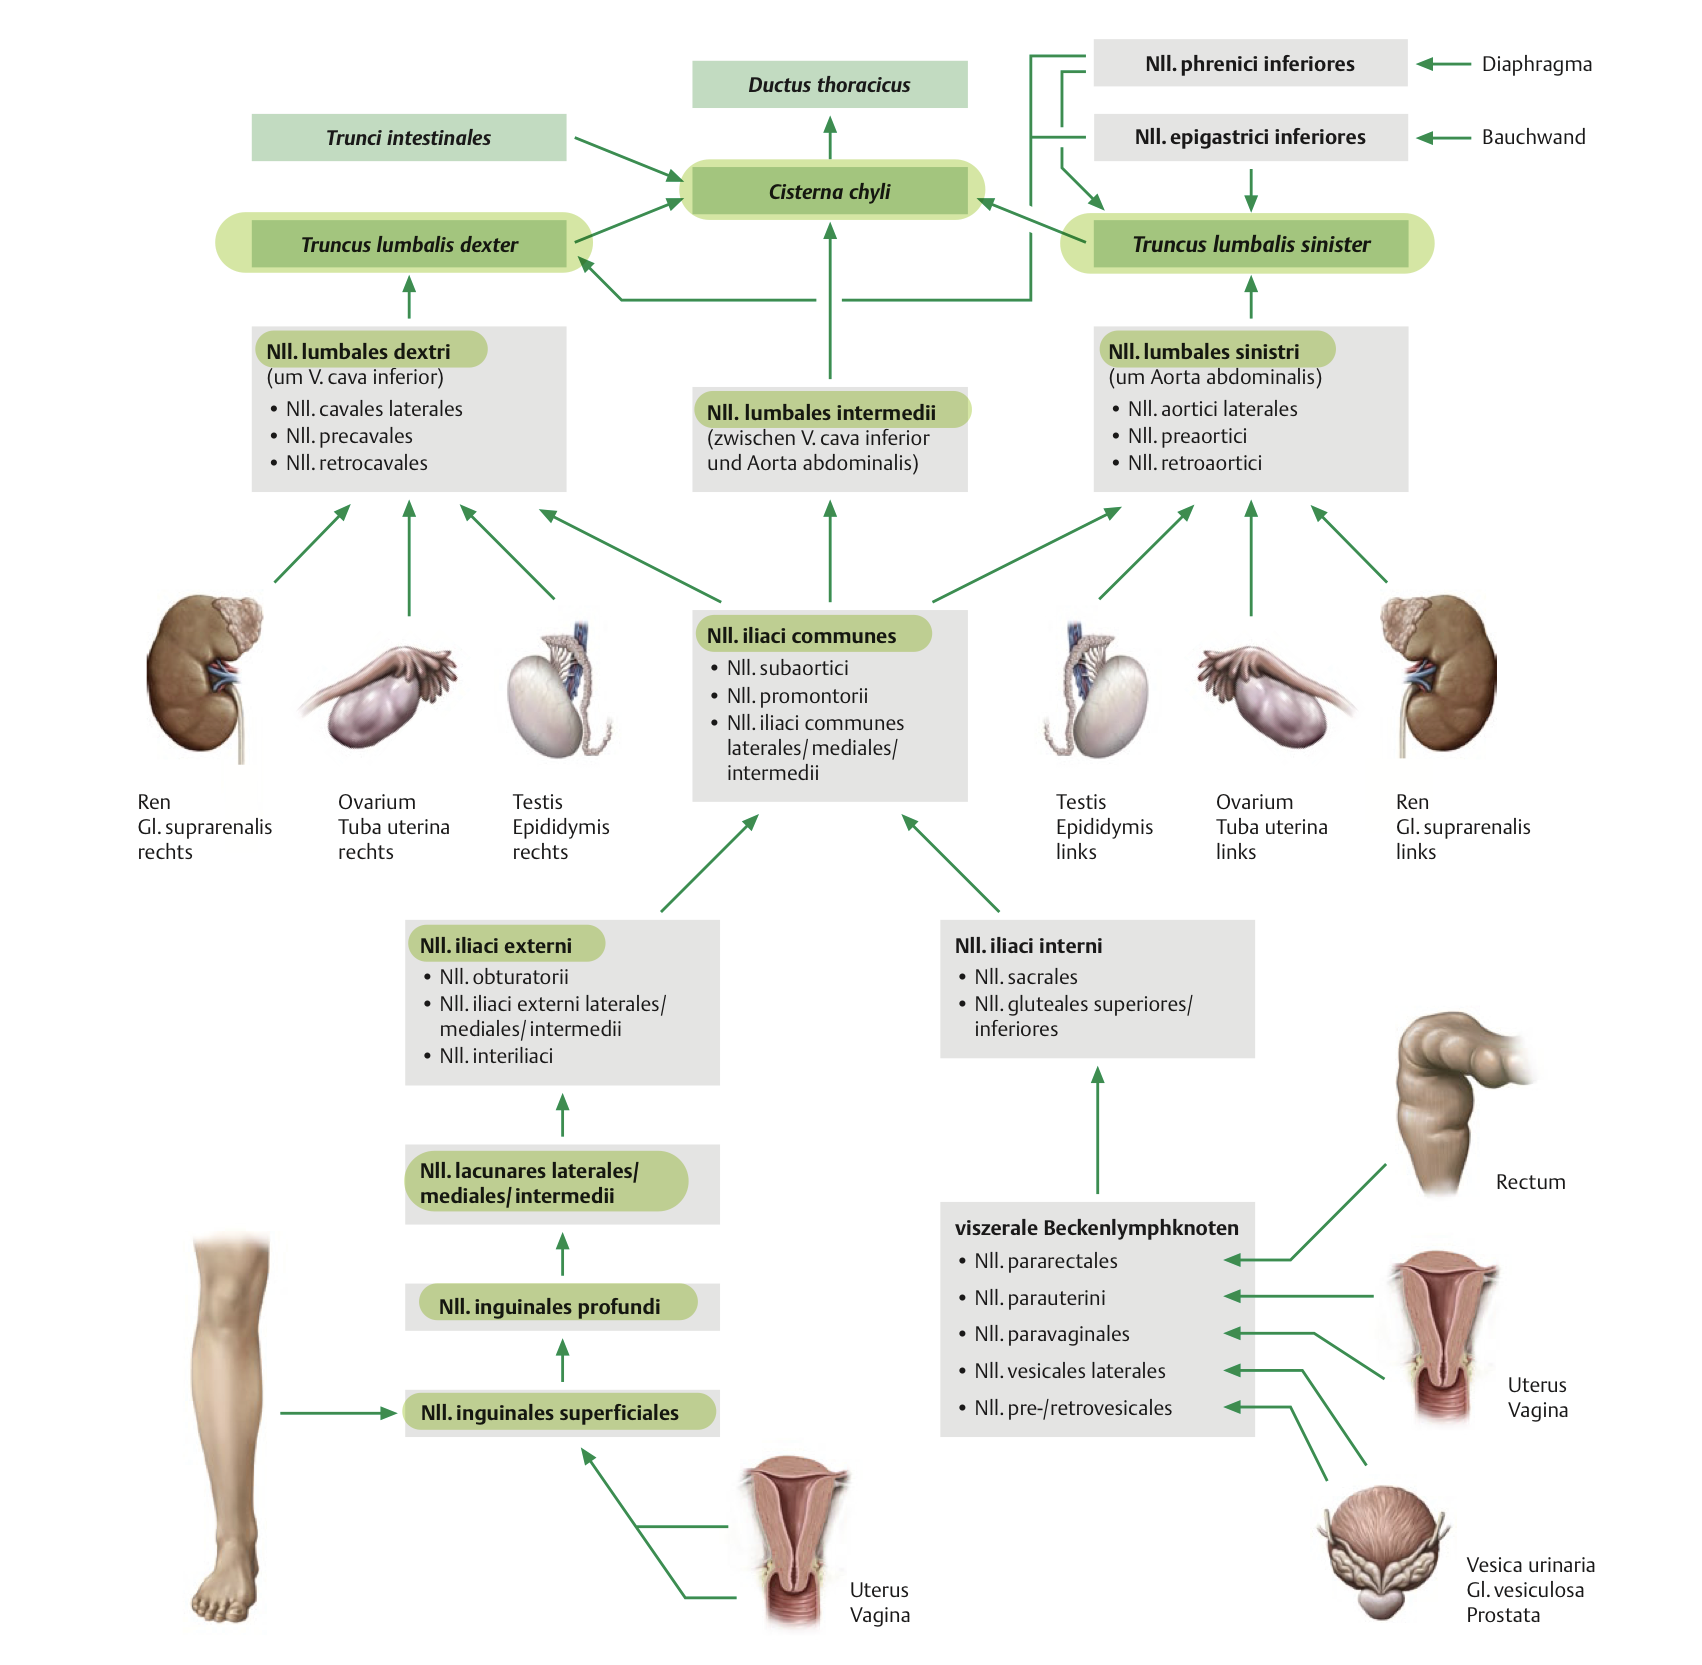 Nll. phrenici inferiores
Diaphragma
Ductus thoracicus
Trunci intestinales
Nll. epigastrici inferiores
Bauchwand
Cisterna chyli
Truncus lumbalis dexter
Truncus lumbalis sinister
Nll. lumbales dextri
(um V. cava inferior)
• Nll. cavales laterales
• Nll. precavales
• Nll. retrocavales
Nll. lumbales intermedii
(zwischen V. cava inferior
und Aorta abdominalis)
Nll. lumbales sinistri
(um Aorta abdominalis)
• Nll. aortici laterales
• Nll. preaortici
• Nll. retroaortici
Nll. iliaci communes
• Nll. subaortici
• Nll. promontorii
• Nll. iliaci communes
laterales/mediales/
intermedii
Ren
Gl. suprarenalis
rechts
Ovarium
Tuba uterina
rechts
Testis
Epididymis
rechts
Testis
Epididymis
links
Ovarium
Tuba uterina
links
Ren
Gl. suprarenalis
links
Nll. iliaci externi
• Nll. obturatorii
• Nll. iliaci externi laterales/
mediales/intermedii
• Nll. interiliaci
Nll. iliaci interni
• Nll. sacrales
• Nll. gluteales superiores/
inferiores
Nll. lacunares laterales/
mediales/intermedii
Rectum
Nll. inguinales profundi
viszerale Beckenlymphknoten
• Nll. pararectales
• Nll. parauterini
• Nll. paravaginales
• Nll. vesicales laterales
• Nll. pre-/retrovesicales
Uterus
Vagina
Nll. inguinales superficiales
Uterus
Vagina
Vesica urinaria
Gl. vesiculosa
Prostata